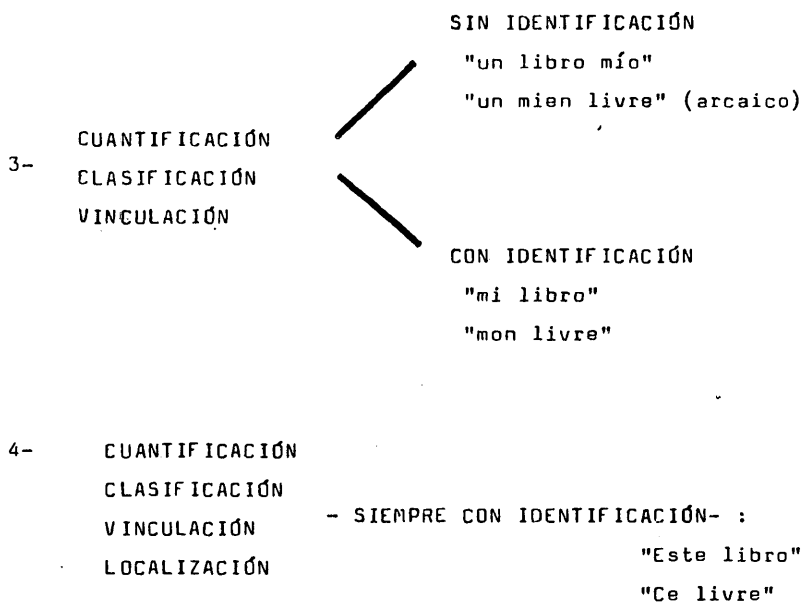 SIN IDENTIFICACIÓN
"un libro mío"
"un mien livre" (arcaico)
3- CUANTIFICACIÓN
CLASIFICACIÓN
VINCULACIÓN
CON IDENTIFICACIÓN
"mi libro"
"mon livre"
4- CUANTIFICACIÓN
CLASIFICACIÓN
VINCULACIÓN - SIEMPRE CON IDENTIFICACIÓN- :
LOCALIZACIÓN
"Este libro"
"Ce livre"